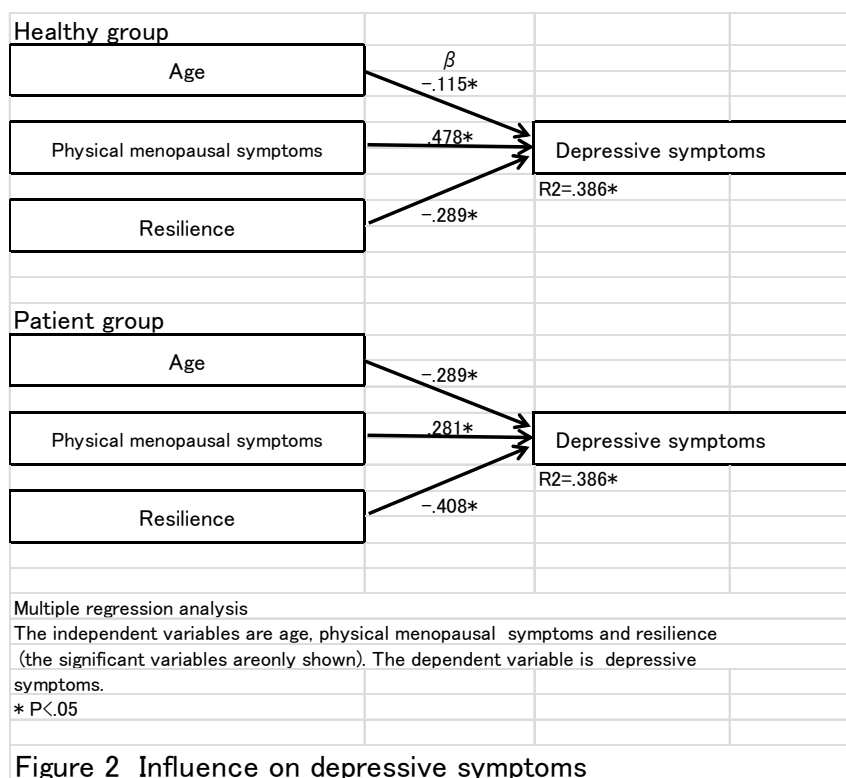 Healthy group
Age
β
-.115*
Physical menopausal symptoms
.478*
Depressive symptoms
R2=.386*
Resilience
-.289*
Patient group
Age
-.289*
Physical menopausal symptoms
.281*
Depressive symptoms
R2=.386*
Resilience
-.408*
Multiple regression analysis
The independent variables are age, physical menopausal symptoms and resilience
(the significant variables areonly shown). The dependent variable is depressive
symptoms.
* P<.05
Figure 2 Influence on depressive symptoms